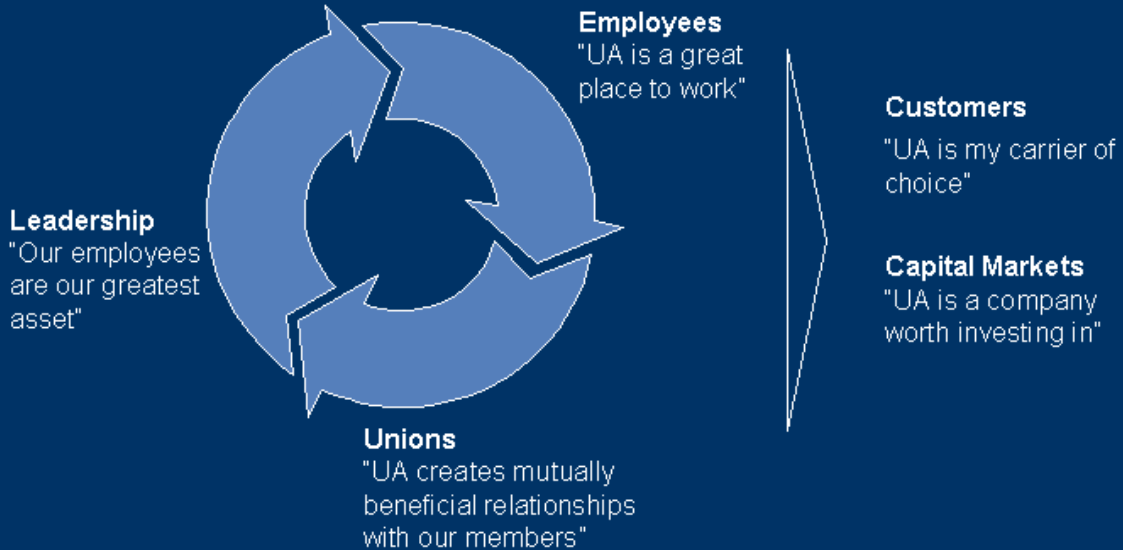 Employees
"UA is a great
place to work"
Customers
"UA is my carrier of
choice"
Leadership
"Our employees
are our greatest
asset"
Capital Markets
"UA is a company
worth investing in"
Unions
"UA creates mutually
beneficial relationships
with our members"